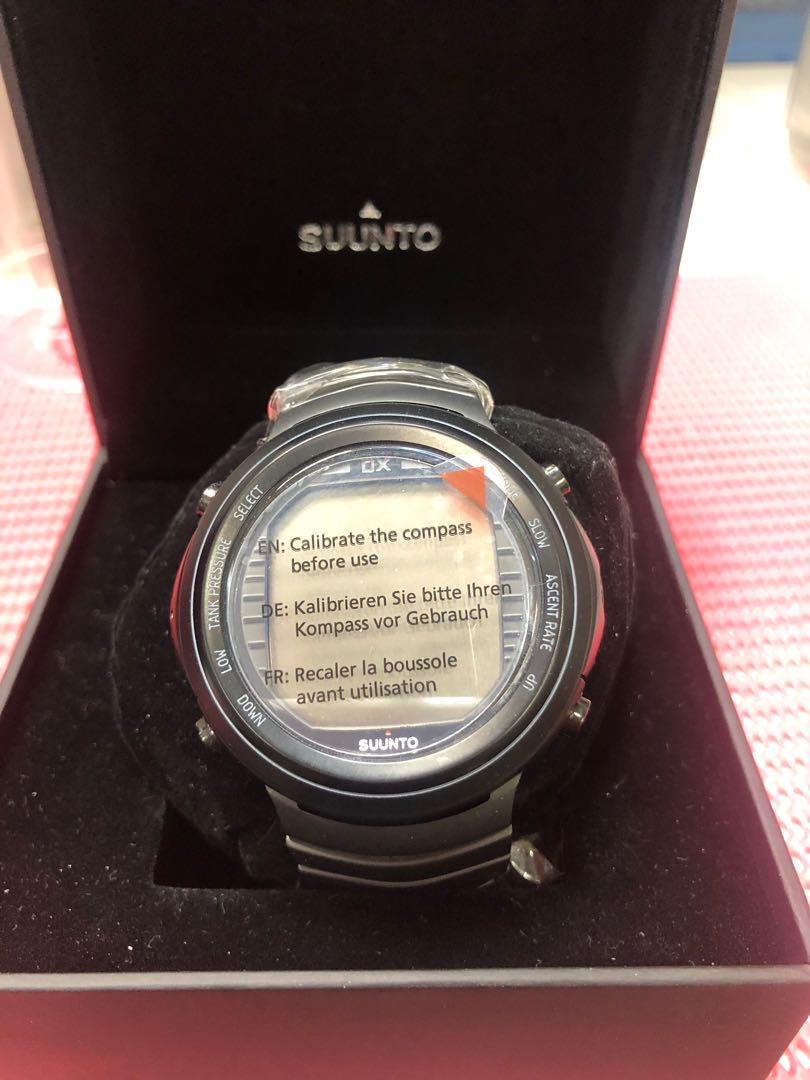 SUUNTO
DX
SELECT
TANK PRESSURE
LOW
DOWN
SLOW
ASCENT RATE
UP
EN: Calibrate the compass
before use
DE: Kalibrieren Sie bitte Ihren
Kompass vor Gebrauch
FR: Recaler la boussole
avant utilisation
SUUNTO